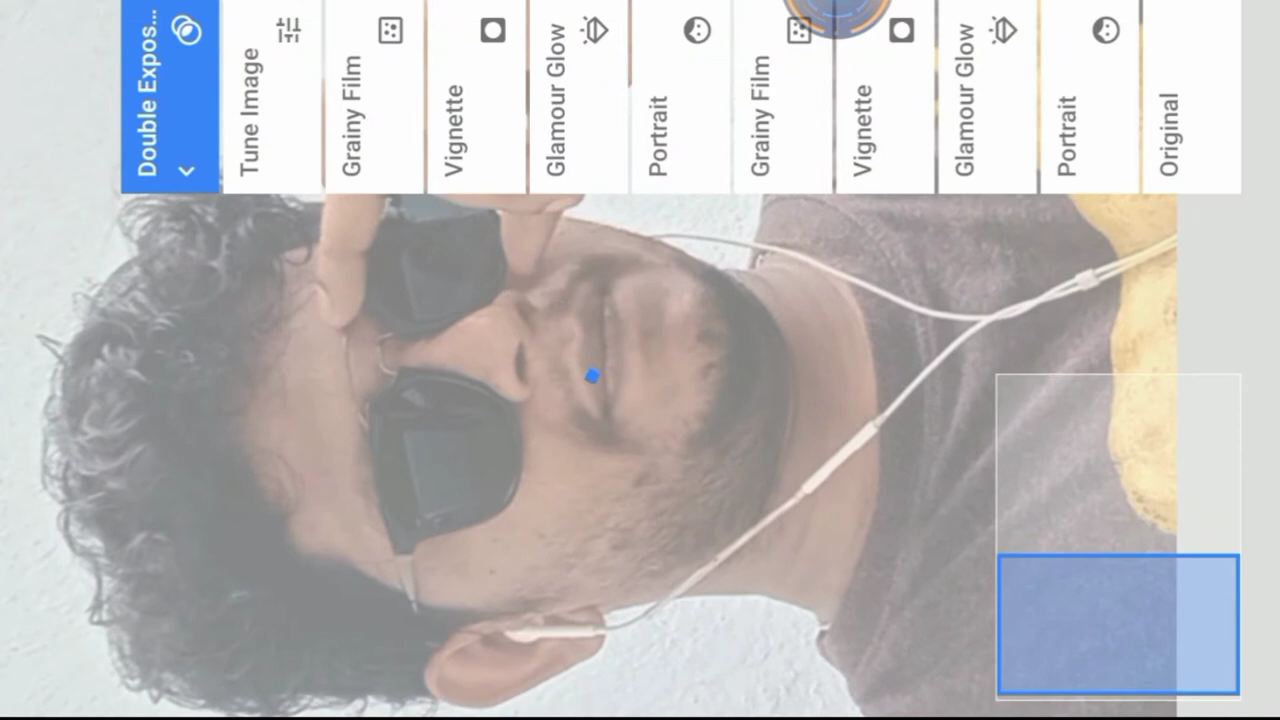 Double Expos...
Tune Image
Grainy Film
Vignette
Glamour Glow
Portrait
Grainy Film
Vignette
Glamour Glow
Portrait
Original